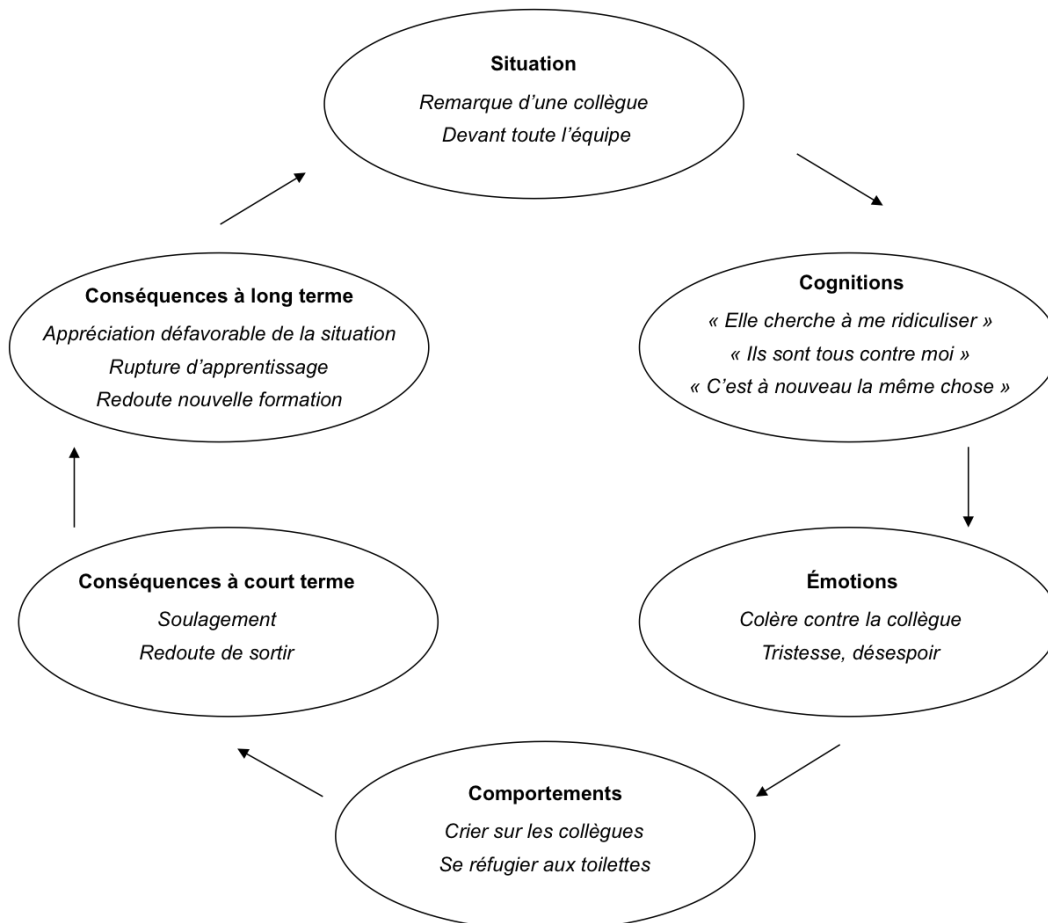 Situation
Remarque d’une collègue
Devant toute l’équipe
Cognitions
« Elle cherche à me ridiculiser »
« Ils sont tous contre moi »
« C’est à nouveau la même chose »
Émotions
Colère contre la collègue
Tristesse, désespoir
Comportements
Crier sur les collègues
Se réfugier aux toilettes
Conséquences à court terme
Soulagement
Redoute de sortir
Conséquences à long terme
Appréciation défavorable de la situation
Rupture d’apprentissage
Redoute nouvelle formation